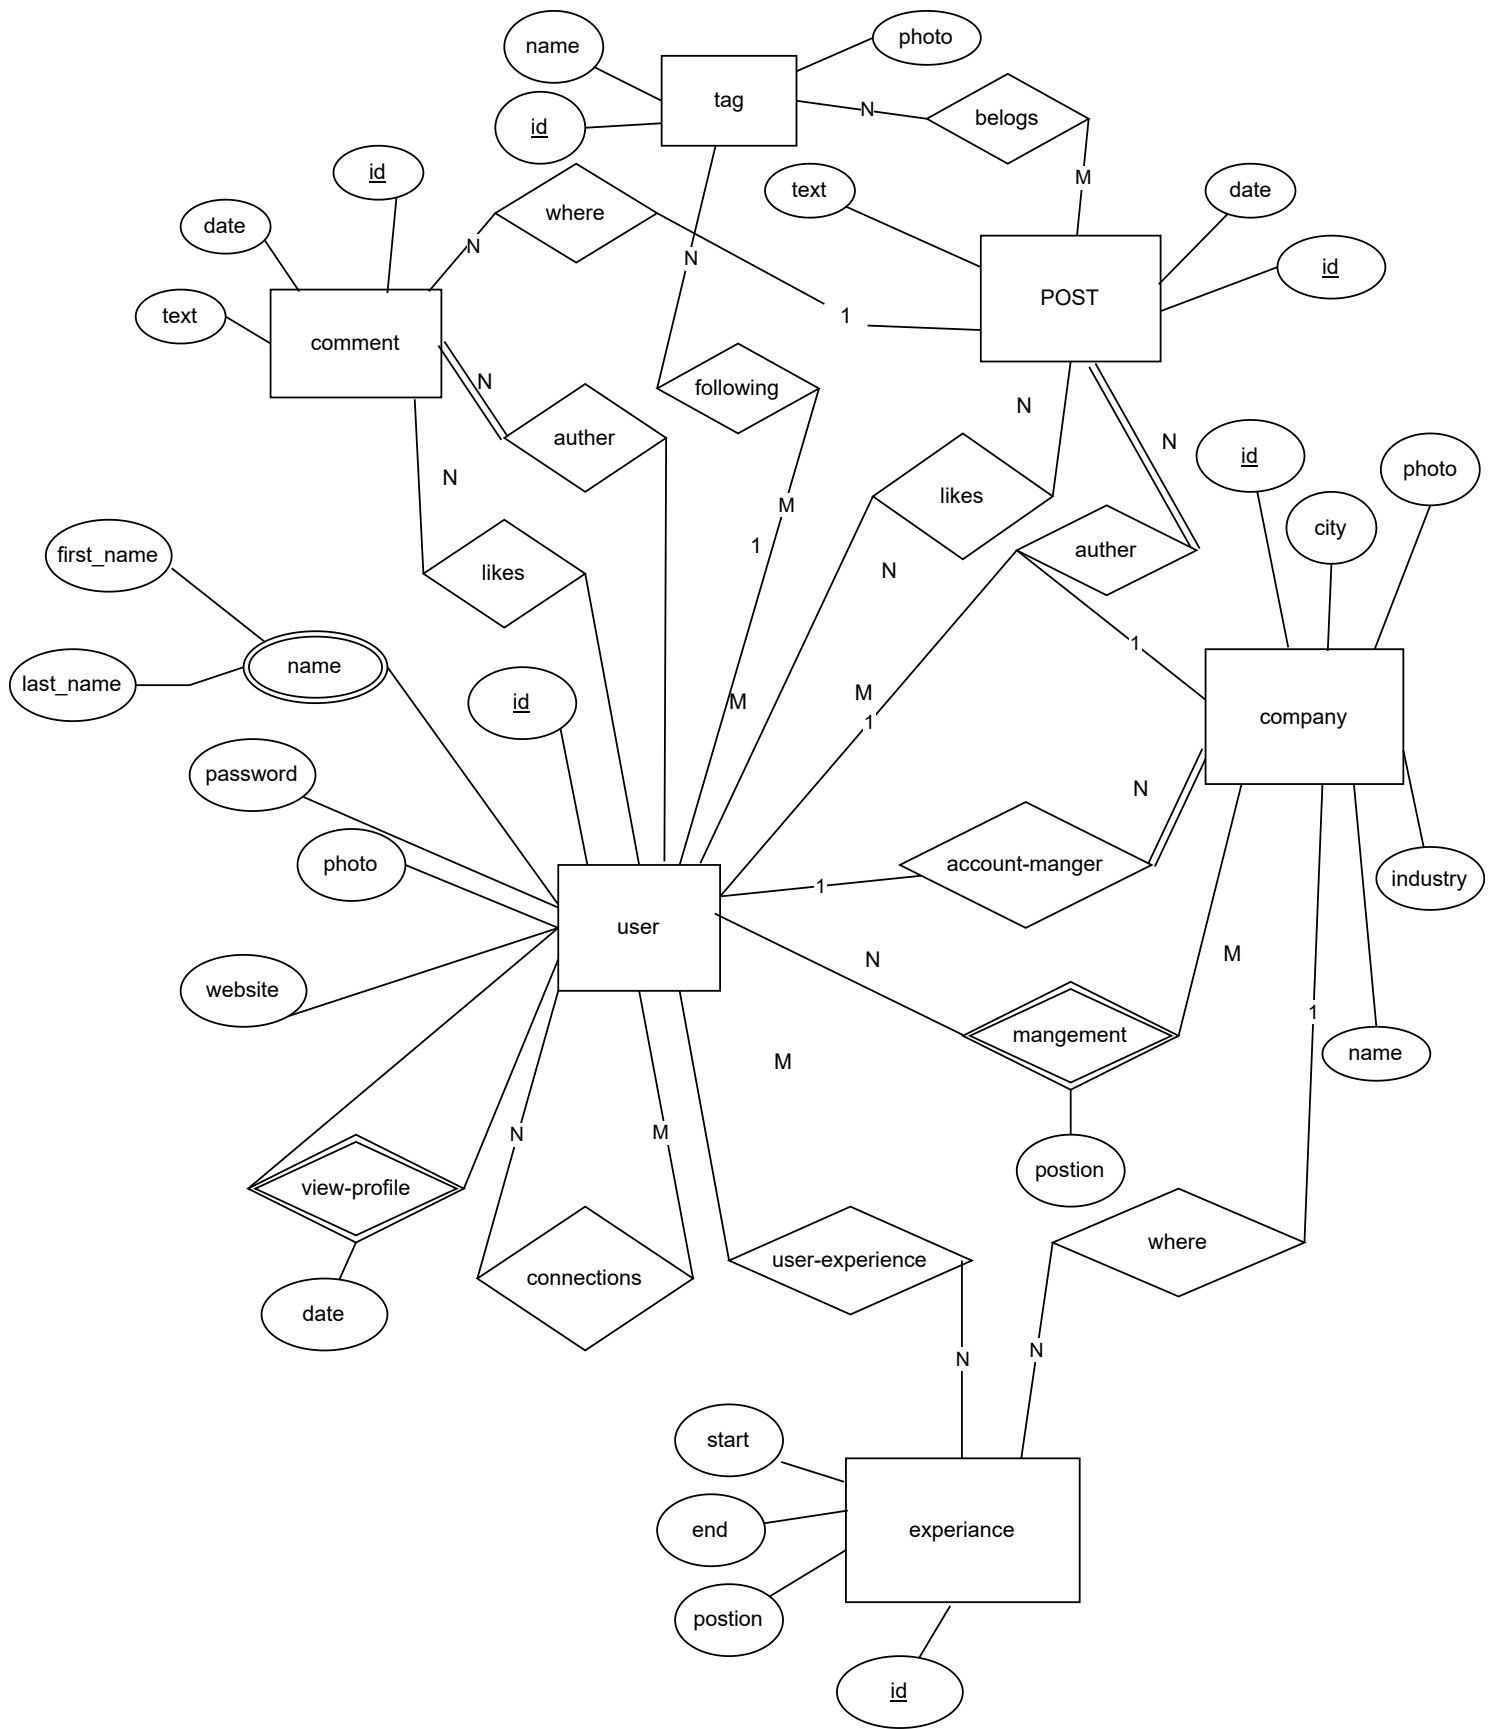 name
photo
tag
id
N
belogs
M
id
date
where
N
text
date
text
N
id
POST
1
comment
N
following
N
auther
N
N
id
photo
likes
M
N
city
1
auther
first_name
likes
N
1
name
last_name
id
M
M
1
company
password
N
photo
account-manger
1
industry
user
N
M
website
1
mangement
name
M
N
M
postion
view-profile
where
user-experience
connections
date
N
N
start
end
experiance
postion
id